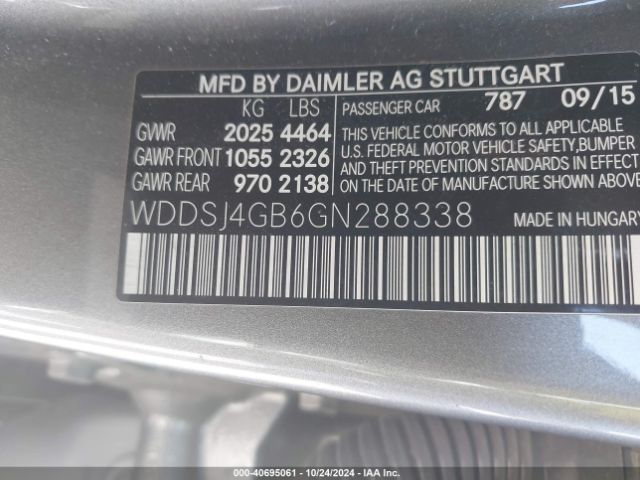 MFD BY DAIMLER AG STUTTGART
KG LBS
GVWR 2025 4464
GAWR FRONT 1055 2326
GAWR REAR 970 2138
PASSENGER CAR 787 09/15
THIS VEHICLE CONFORMS TO ALL APPLICABLE
U.S. FEDERAL MOTOR VEHICLE SAFETY,BUMPER
AND THEFT PREVENTION STANDARDS IN EFFECT
ON THE DATE OF MANUFACTURE SHOWN ABOVE
WDDSJ4GB6GN288338
MADE IN HUNGARY
000-40695061 - 10/24/2024 - IAA Inc.